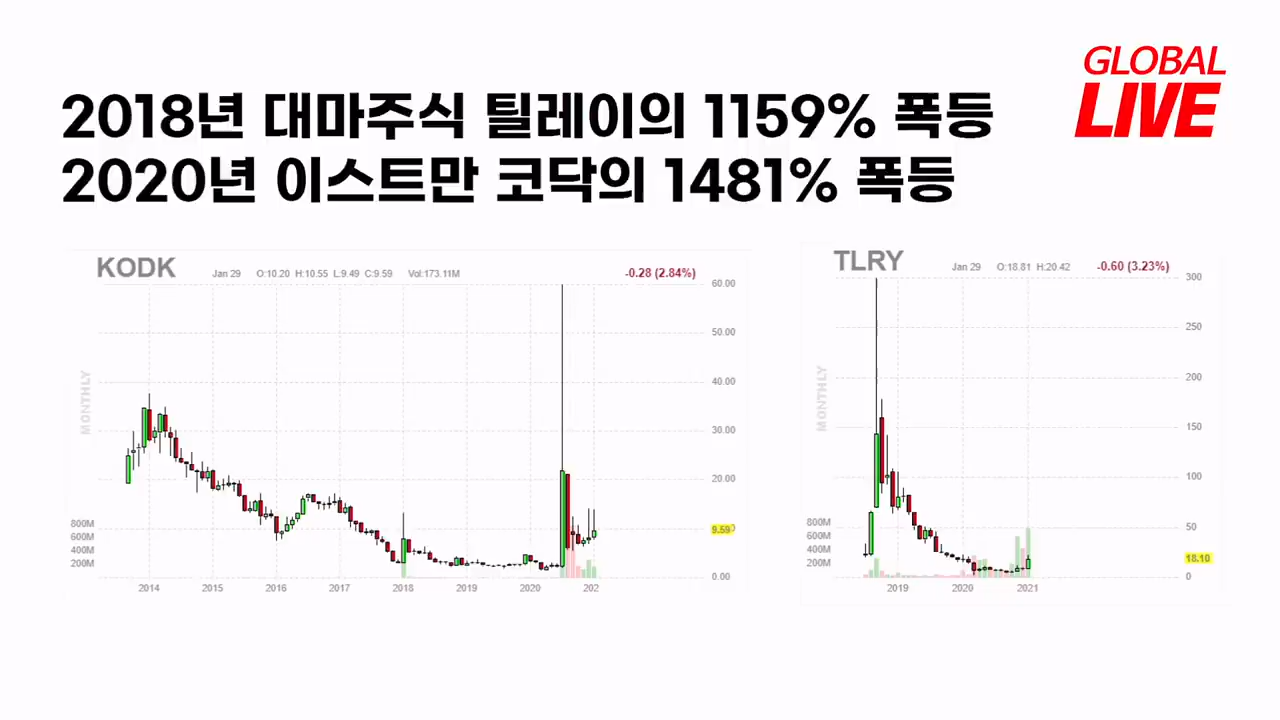 GLOBAL
LIVE
2018년 대마주식 틸레이의 1159% 폭등
2020년 이스트만 코닥의 1481% 폭등
KODK
Jan 29 O:10.20 H:10.55 L:9.49 C:9.59 Vol:173.11M
-0.28 (2.84%)
60.00
50.00
40.00
30.00
20.00
9.59
0.00
MONTHLY
800M
600M
400M
200M
2014 2015 2016 2017 2018 2019 2020 202
TLRY
Jan 29 O:18.81 H:20.42
-0.60 (3.23%)
300
250
200
150
100
50
18.10
0
MONTHLY
800M
600M
400M
200M
2019 2020 2021